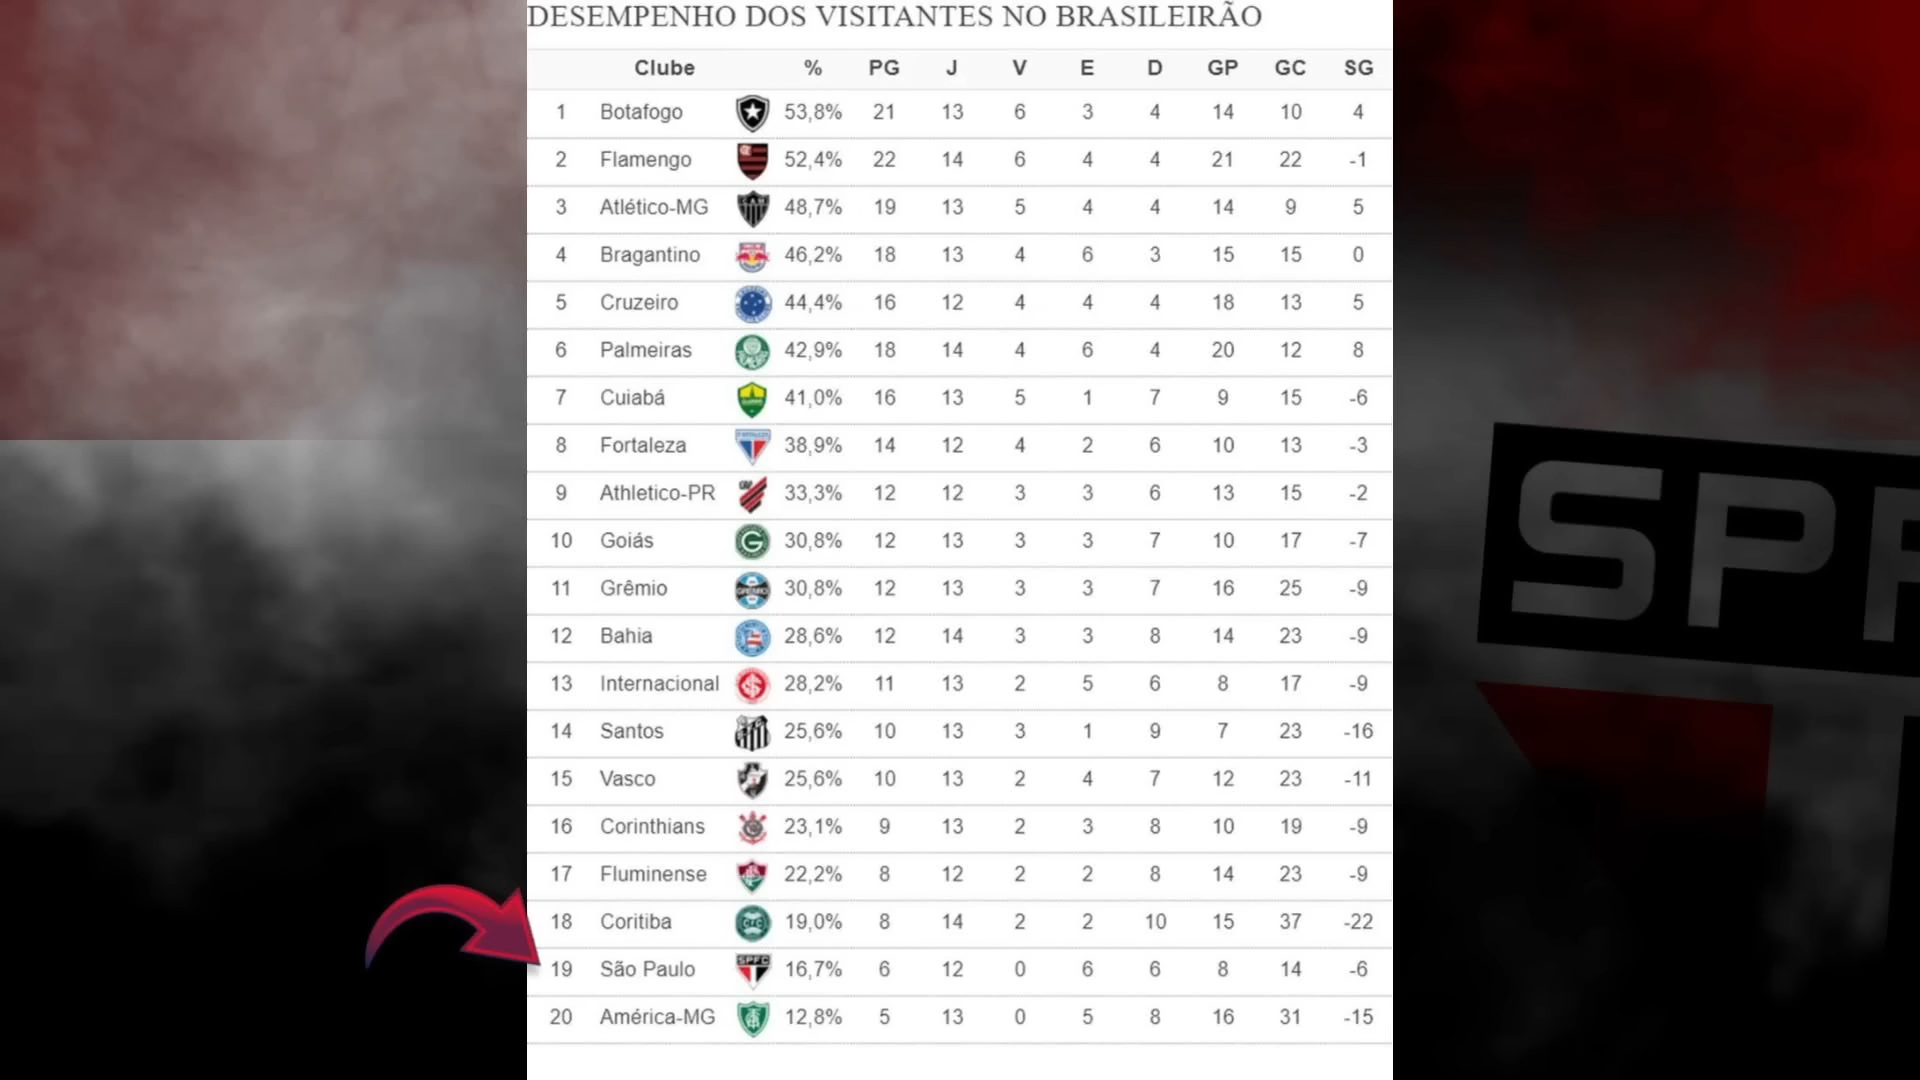 DESEMPENHO DOS VISITANTES NO BRASILEIRÃO
Clube % PG J V E D GP GC SG
1 Botafogo 53,8% 21 13 6 3 4 14 10 4
2 Flamengo 52,4% 22 14 6 4 4 21 22 -1
3 Atlético-MG 48,7% 19 13 5 4 4 14 9 5
4 Bragantino 46,2% 18 13 4 6 3 15 15 0
5 Cruzeiro 44,4% 16 12 4 4 4 18 13 5
6 Palmeiras 42,9% 18 14 4 6 4 20 12 8
7 Cuiabá 41,0% 16 13 5 1 7 9 15 -6
8 Fortaleza 38,9% 14 12 4 2 6 10 13 -3
9 Athletico-PR 33,3% 12 12 3 3 6 13 15 -2
10 Goiás 30,8% 12 13 3 3 7 10 17 -7
11 Grêmio 30,8% 12 13 3 3 7 16 25 -9
12 Bahia 28,6% 12 14 3 3 8 14 23 -9
13 Internacional 28,2% 11 13 2 5 6 8 17 -9
14 Santos 25,6% 10 13 3 1 9 7 23 -16
15 Vasco 25,6% 10 13 2 4 7 12 23 -11
16 Corinthians 23,1% 9 13 2 3 8 10 19 -9
17 Fluminense 22,2% 8 12 2 2 8 14 23 -9
18 Coritiba 19,0% 8 14 2 2 10 15 37 -22
19 São Paulo SPFC 16,7% 6 12 0 6 6 8 14 -6
20 América-MG 12,8% 5 13 0 5 8 16 31 -15
SPF